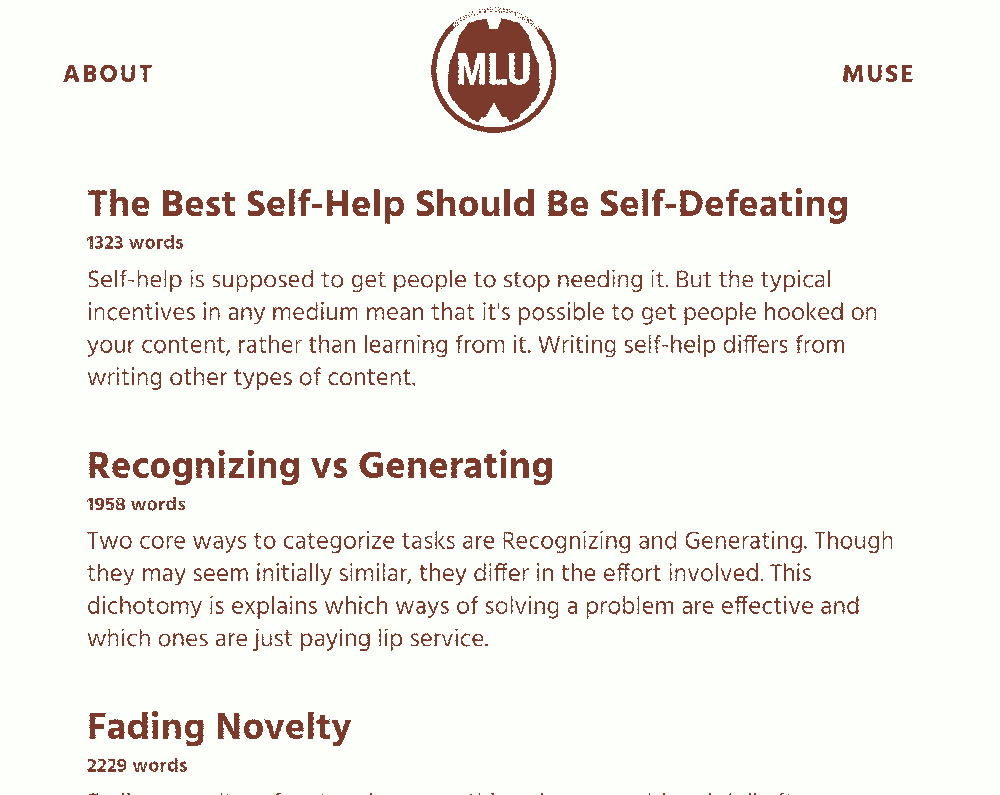 ABOUT
MLU
MUSE
The Best Self-Help Should Be Self-Defeating
1323 words
Self-help is supposed to get people to stop needing it. But the typical
incentives in any medium mean that it's possible to get people hooked on
your content, rather than learning from it. Writing self-help differs from
writing other types of content.
Recognizing vs Generating
1958 words
Two core ways to categorize tasks are Recognizing and Generating. Though
they may seem initially similar, they differ in the effort involved. This
dichotomy is explains which ways of solving a problem are effective and
which ones are just paying lip service.
Fading Novelty
2229 words